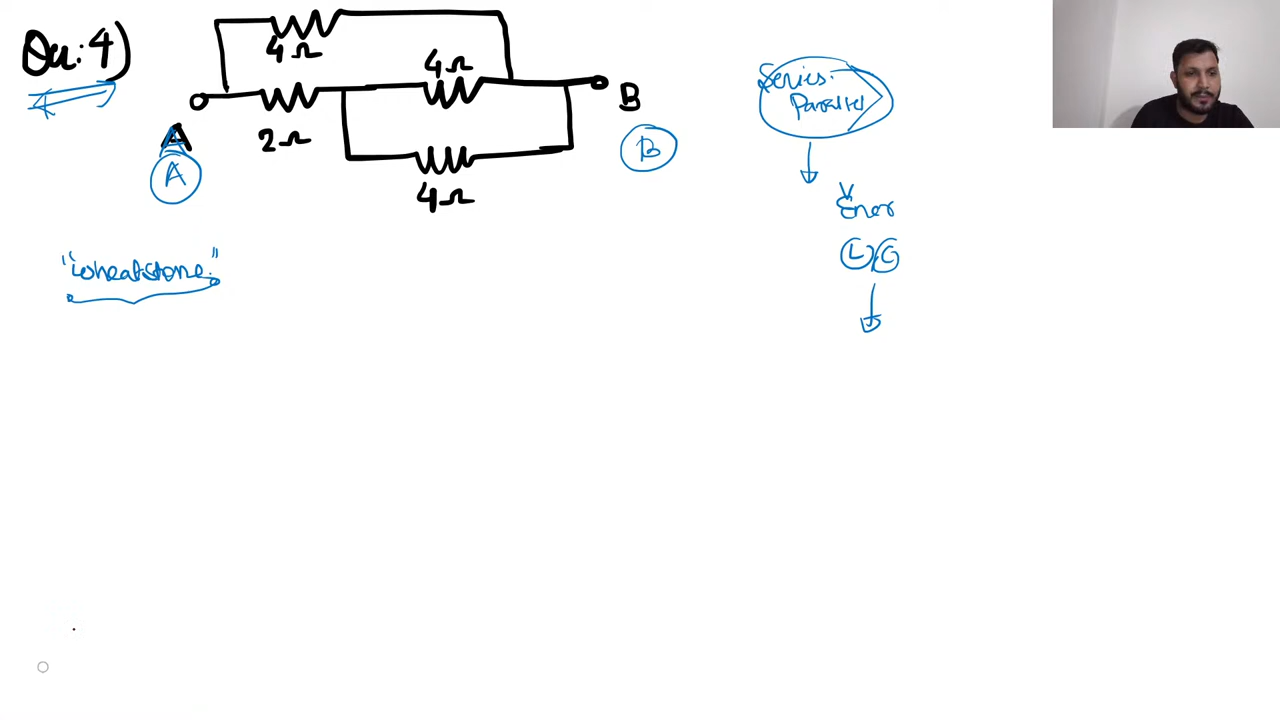 Qu: 4)
4Ω
4Ω
2Ω
4Ω
A
B
A
B
"wheatstone."
Series.
Parallel
Ener
L C